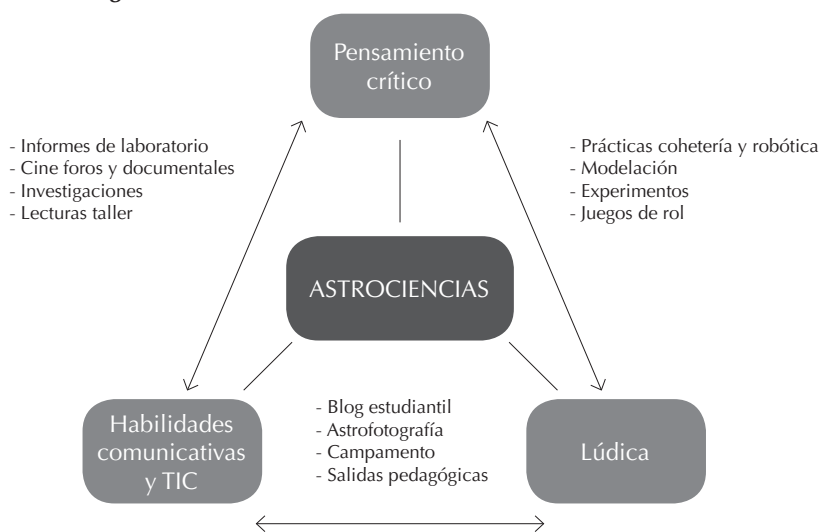 Pensamiento
crítico
- Informes de laboratorio
- Cine foros y documentales
- Investigaciones
- Lecturas taller
- Prácticas cohetería y robótica
- Modelación
- Experimentos
- Juegos de rol
ASTROCIENCIAS
Habilidades
comunicativas
y TIC
- Blog estudiantil
- Astrofotografía
- Campamento
- Salidas pedagógicas
Lúdica